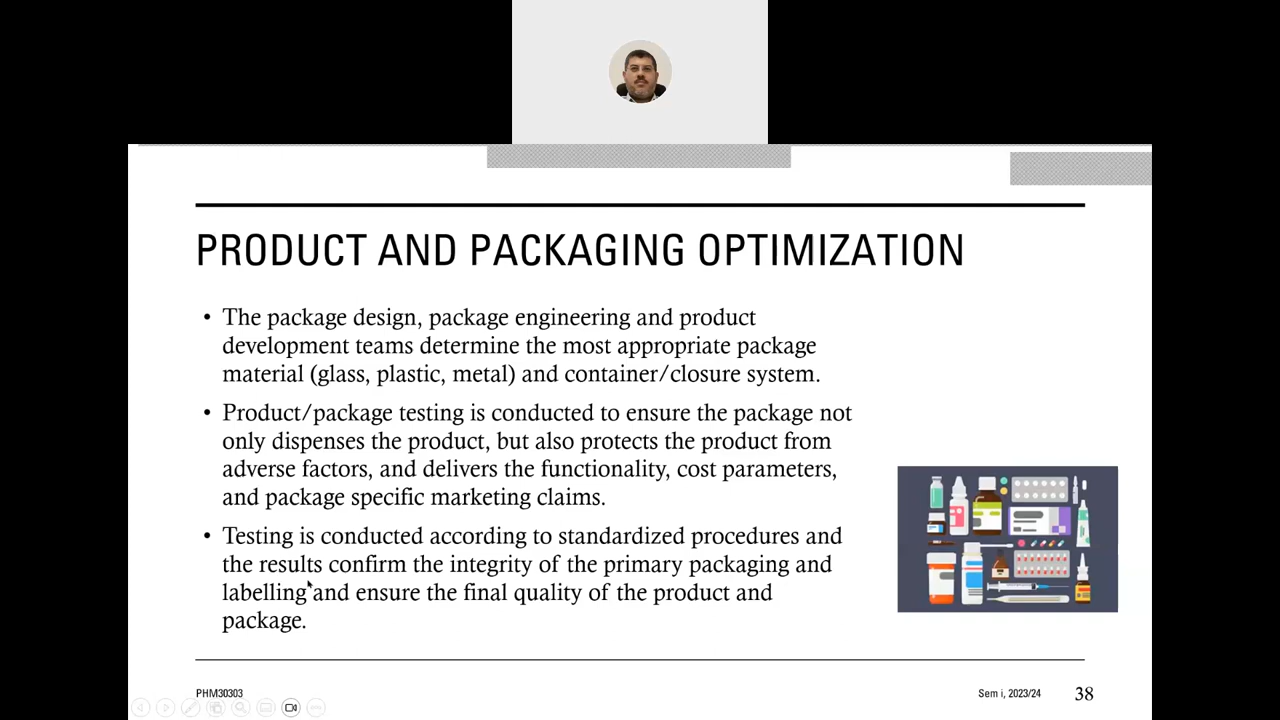 PRODUCT AND PACKAGING OPTIMIZATION
• The package design, package engineering and product
development teams determine the most appropriate package
material (glass, plastic, metal) and container/closure system.
• Product/package testing is conducted to ensure the package not
only dispenses the product, but also protects the product from
adverse factors, and delivers the functionality, cost parameters,
and package specific marketing claims.
• Testing is conducted according to standardized procedures and
the results confirm the integrity of the primary packaging and
labelling and ensure the final quality of the product and
package.
PHM30303
Sem i, 2023/24
38